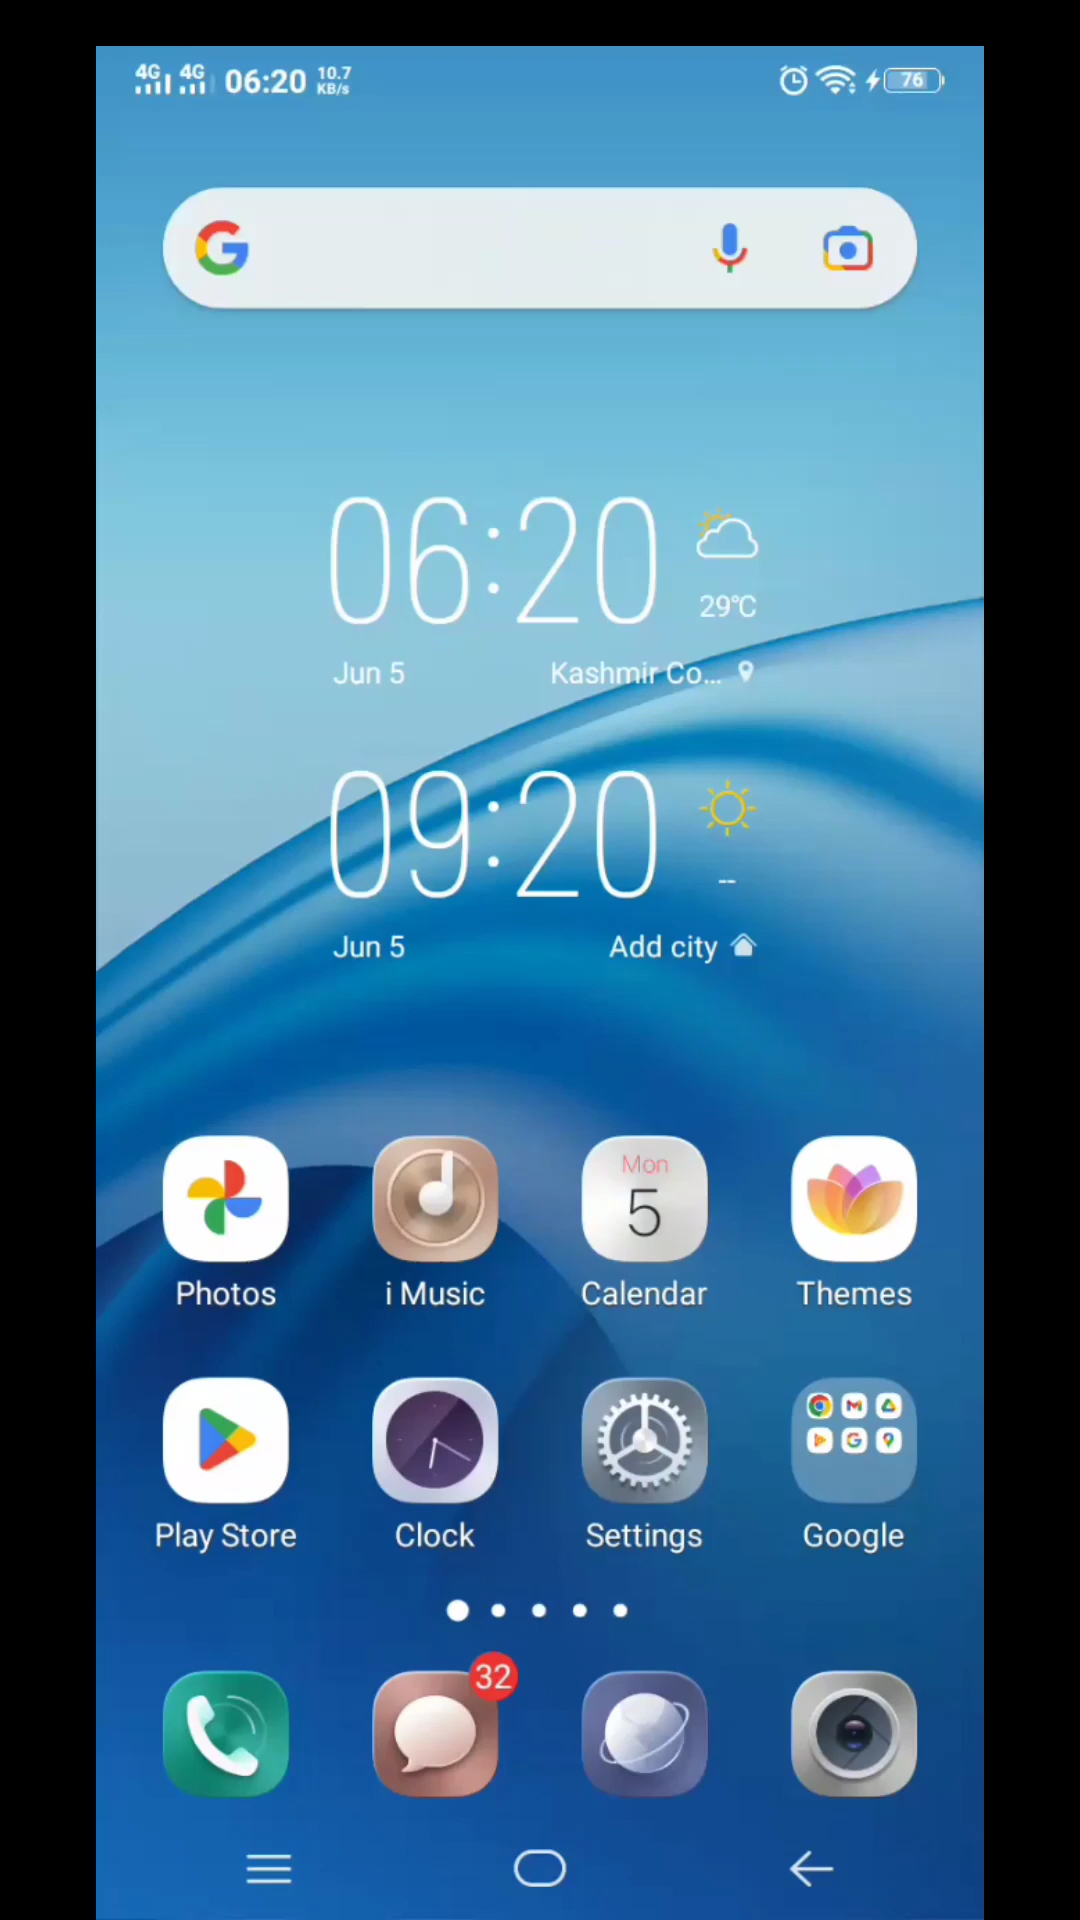 4G 4G 06:20 10.7 KB/s 76
06:20
29℃
Jun 5 Kashmir Co...
09:20
--
Jun 5 Add city
Mon
5
Photos i Music Calendar Themes
Play Store Clock Settings Google
32